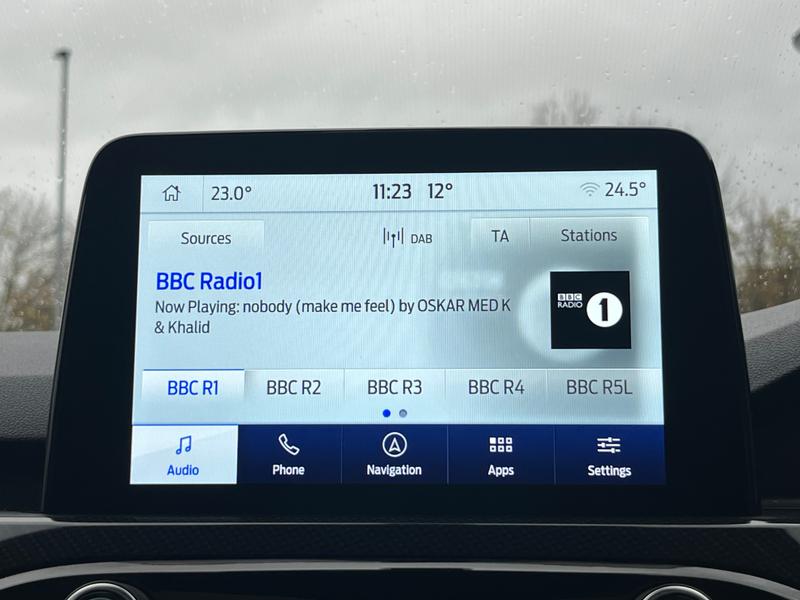 23.0° 11:23 12° 24.5°
Sources DAB TA Stations
BBC Radio1
Now Playing: nobody (make me feel) by OSKAR MED K
& Khalid
BBC
RADIO 1
BBC R1 BBC R2 BBC R3 BBC R4 BBC R5L
Audio Phone Navigation Apps Settings